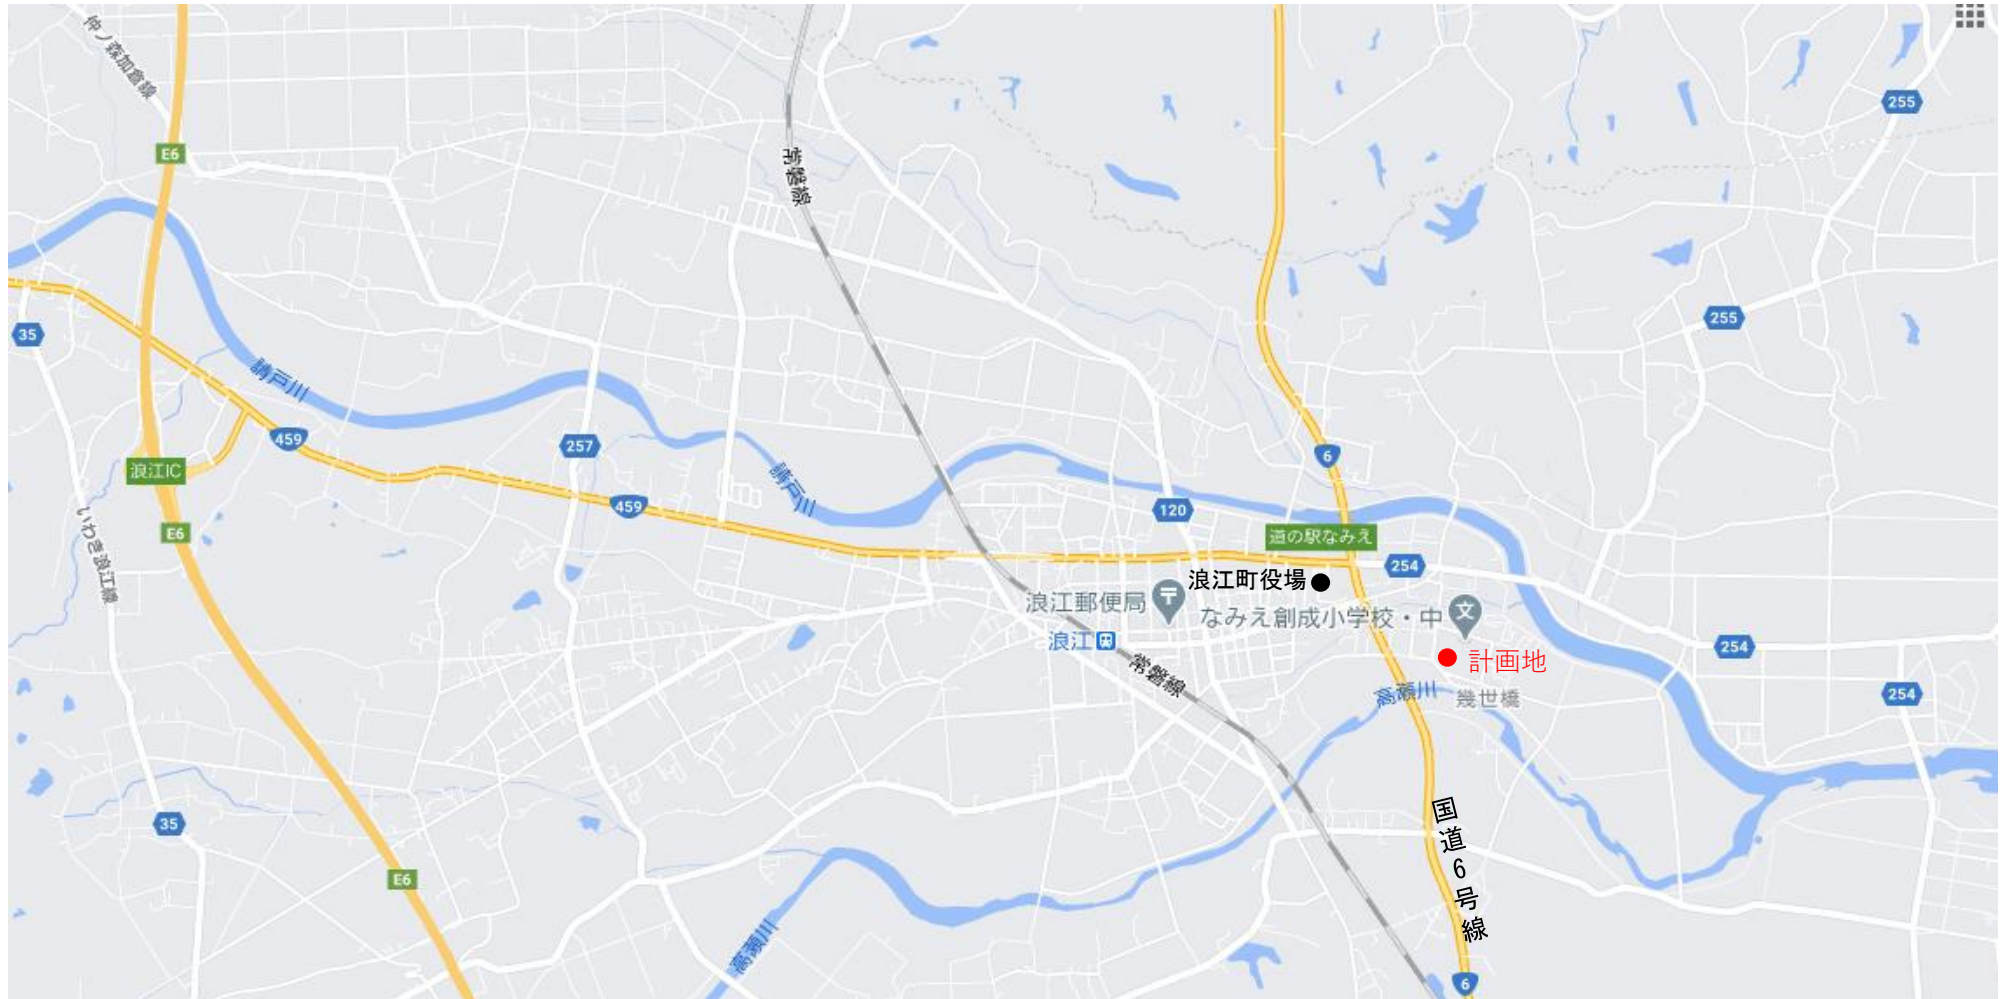 仲ノ森加倉線
255
E6
常磐線
255
35
請戸川
459
257
6
浪江IC
459
請戸川
120
E6
道の駅なみえ
254
いわき浪江線
浪江町役場
浪江郵便局
なみえ創成小学校・中
文
浪江
計画地
254
常磐線
高瀬川
幾世橋
254
35
国道6号線
E6
高瀬川
6